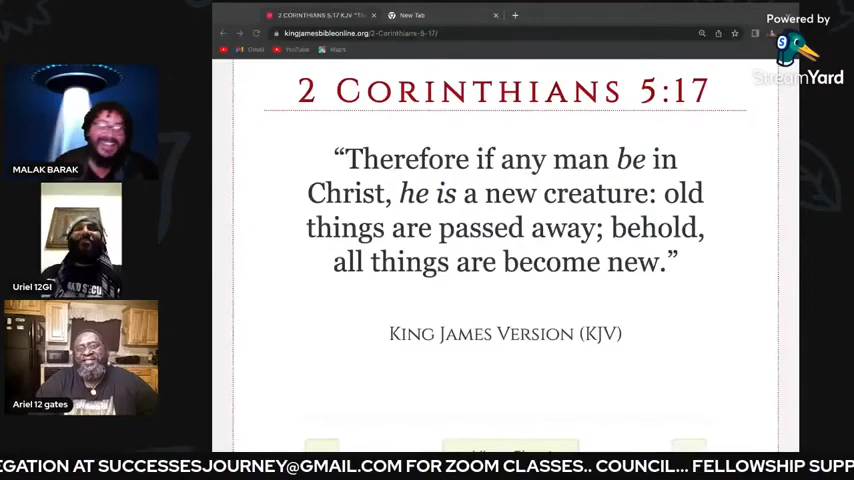 2 CORINTHIANS 5:17 KJV "Th
New Tab
Powered by
StreamYard
kingjamesbibleonline.org/2-Corinthians-5-17/
Gmail
YouTube
Maps
2 CORINTHIANS 5:17
“Therefore if any man be in
Christ, he is a new creature: old
things are passed away; behold,
all things are become new.”
KING JAMES VERSION (KJV)
MALAK BARAK
Uriel 12GI
Ariel 12 gates
EGATION AT SUCCESSESJOURNEY@GMAIL.COM FOR ZOOM CLASSES.. COUNCIL... FELLOWSHIP SUPP